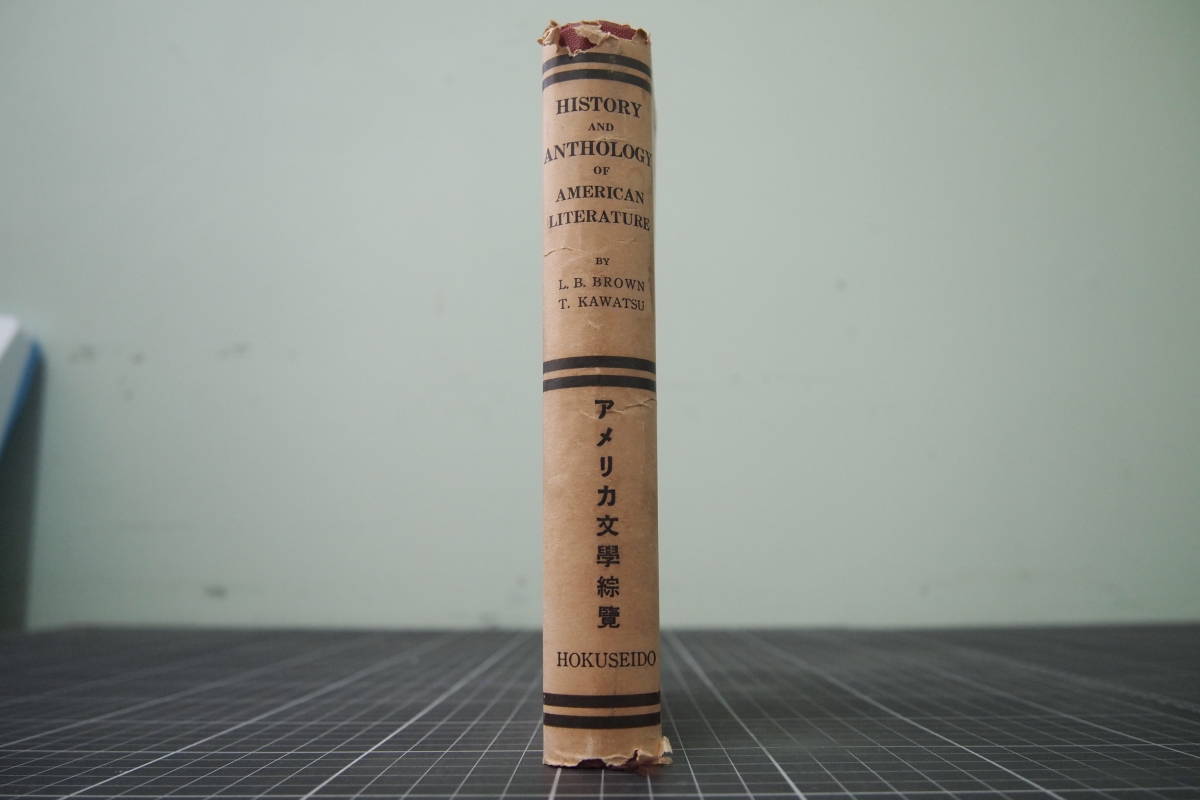 HISTORY
AND
ANTHOLOGY
OF
AMERICAN
LITERATURE
BY
L. B. BROWN
T. KAWATSU
アメリカ文學綜覽
HOKUSEIDO